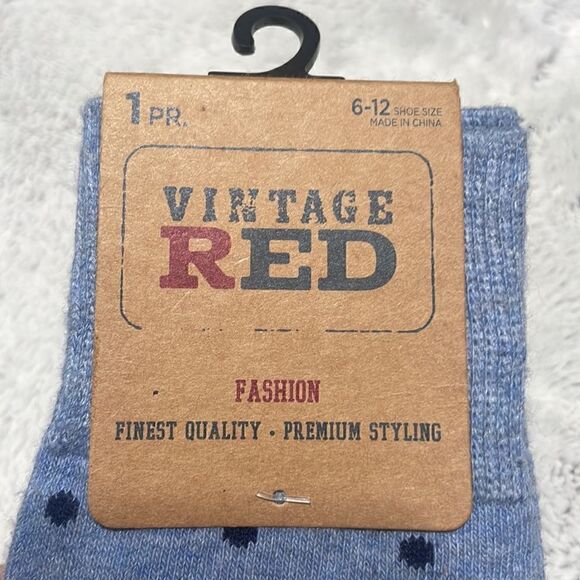 1 PR.
6-12 SHOE SIZE
MADE IN CHINA
VINTAGE
RED
FASHION
FINEST QUALITY • PREMIUM STYLING